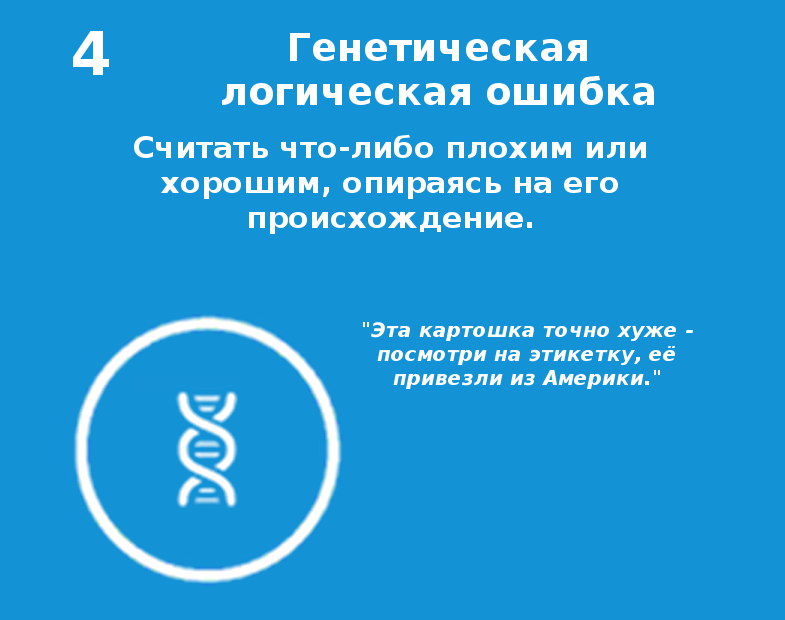 4
Генетическая
логическая ошибка
Считать что-либо плохим или
хорошим, опираясь на его
происхождение.
"Эта картошка точно хуже -
посмотри на этикетку, её
привезли из Америки."